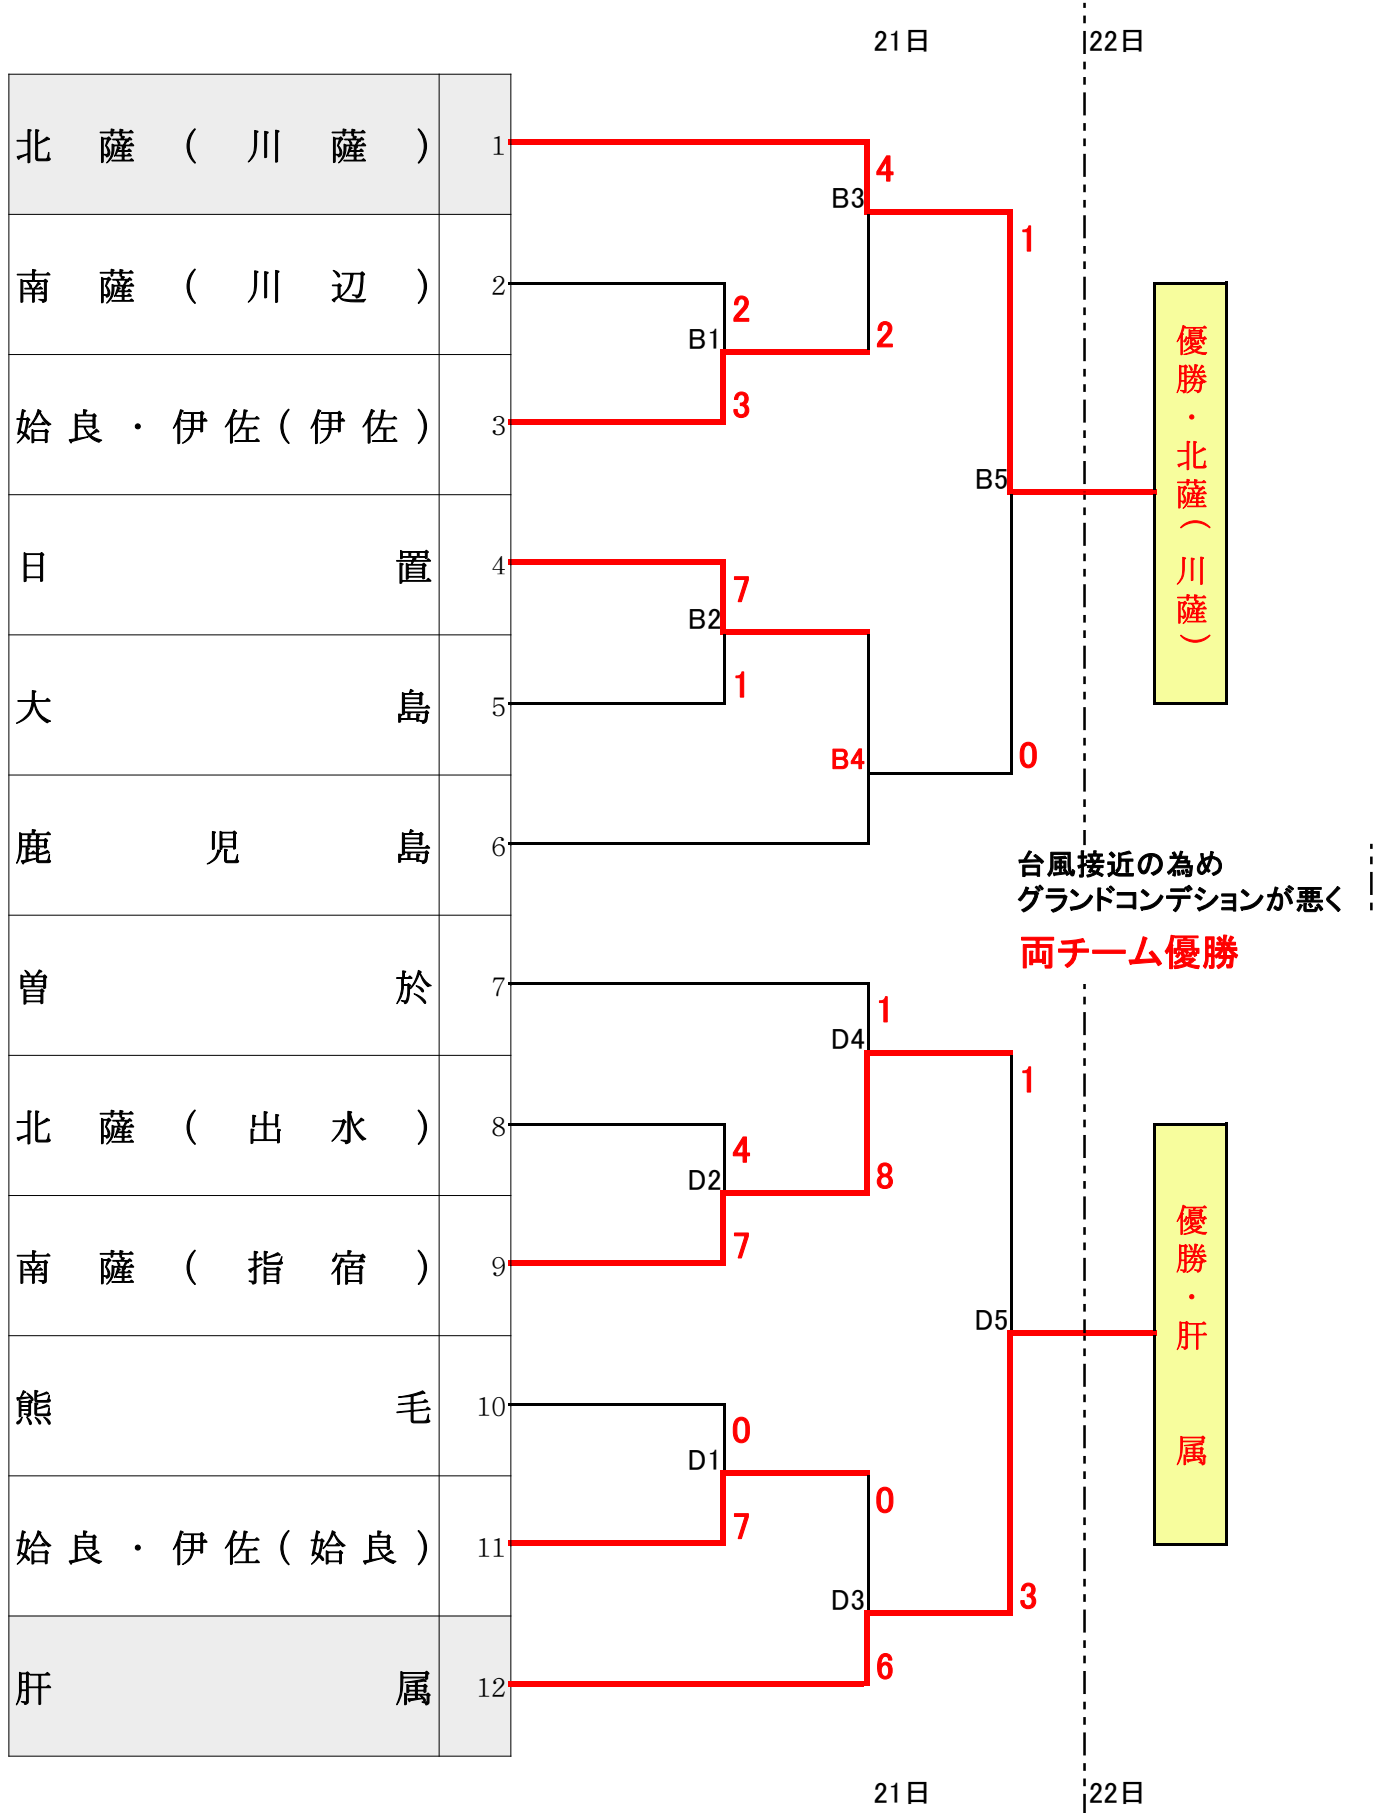 21日 22日
北薩(川薩) 1
4
B3
1
南薩(川辺) 2
2
B1
2
3
姶良・伊佐(伊佐) 3
優勝・北薩(川薩)
B5
日置 4
7
B2
1
大島 5
B4
0
鹿児島 6
台風接近の為め
グランドコンデションが悪く
両チーム優勝
曽於 7
1
D4
1
北薩(出水) 8
4
D2
8
7
南薩(指宿) 9
優勝・肝属
D5
熊毛 10
0
D1
0
7
姶良・伊佐(姶良) 11
D3
3
6
肝属 12
21日 22日